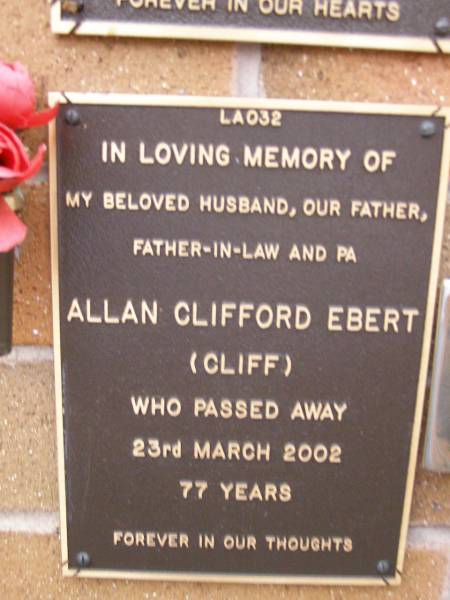 FOREVER IN OUR HEARTS
LA032
IN LOVING MEMORY OF
MY BELOVED HUSBAND, OUR FATHER,
FATHER-IN-LAW AND PA
ALLAN CLIFFORD EBERT
(CLIFF)
WHO PASSED AWAY
23rd MARCH 2002
77 YEARS
FOREVER IN OUR THOUGHTS